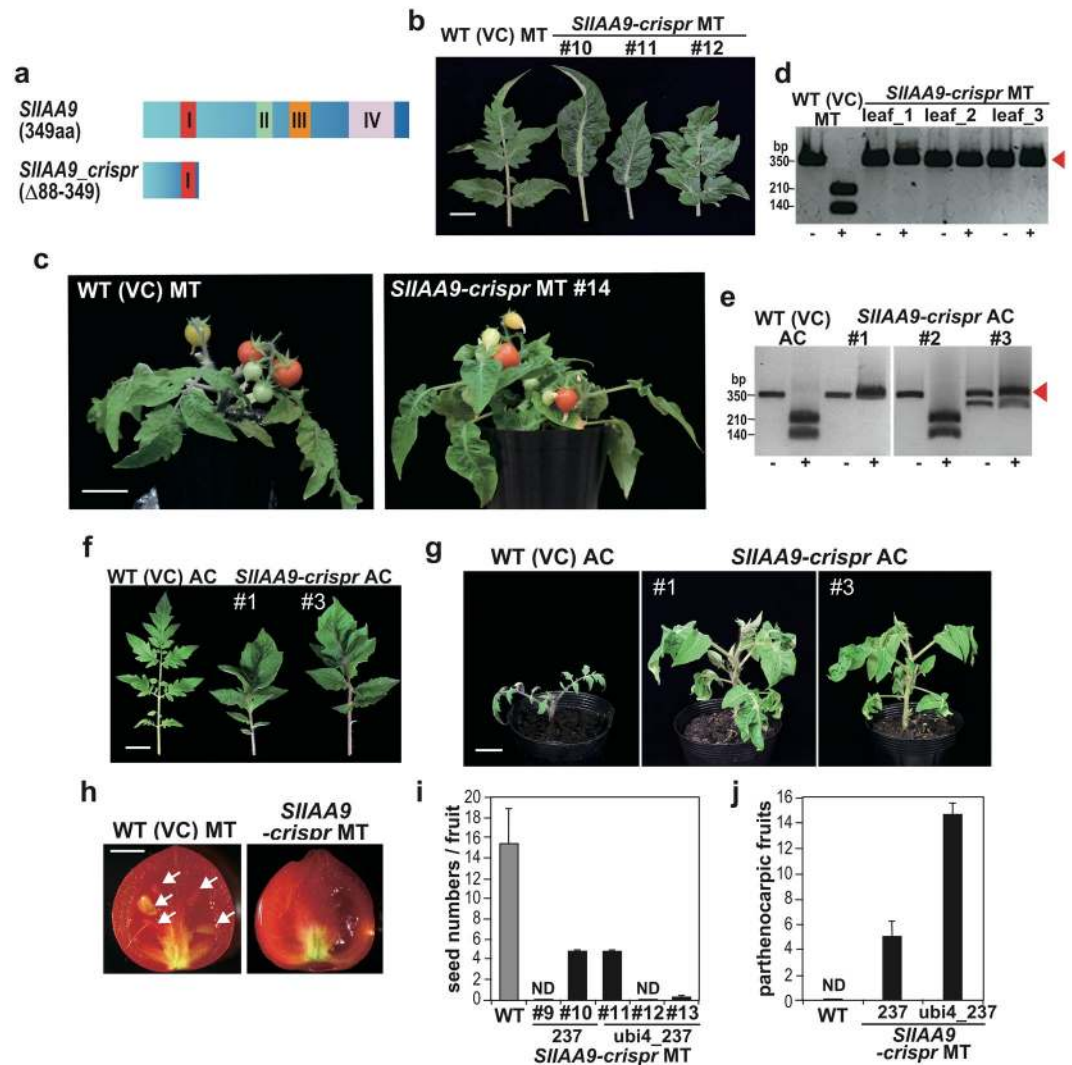 a
SlIAA9
(349aa)
I II III IV
SlIAA9_crispr
(Δ88-349)
I
b
WT (VC) MT
SlIAA9-crispr MT
#10 #11 #12
c
WT (VC) MT
SlIAA9-crispr MT #14
d
WT (VC)
MT
SlIAA9-crispr MT
leaf_1 leaf_2 leaf_3
bp
350
210
140
- + - + - + - +
e
WT (VC)
AC
SlIAA9-crispr AC
#1 #2 #3
bp
350
210
140
- + - + - + - +
f
WT (VC) AC
SlIAA9-crispr AC
#1 #3
g
WT (VC) AC
SlIAA9-crispr AC
#1 #3
h
WT (VC) MT
SlIAA9
-crispr MT
i
seed numbers / fruit
20
18
16
14
12
10
8
6
4
2
0
ND ND
WT #9 #10 #11 #12 #13
237 ubi4_237
SlIAA9-crispr MT
j
parthenocarpic fruits
16
14
12
10
8
6
4
2
0
ND
WT 237 ubi4_237
SlIAA9
-crispr MT